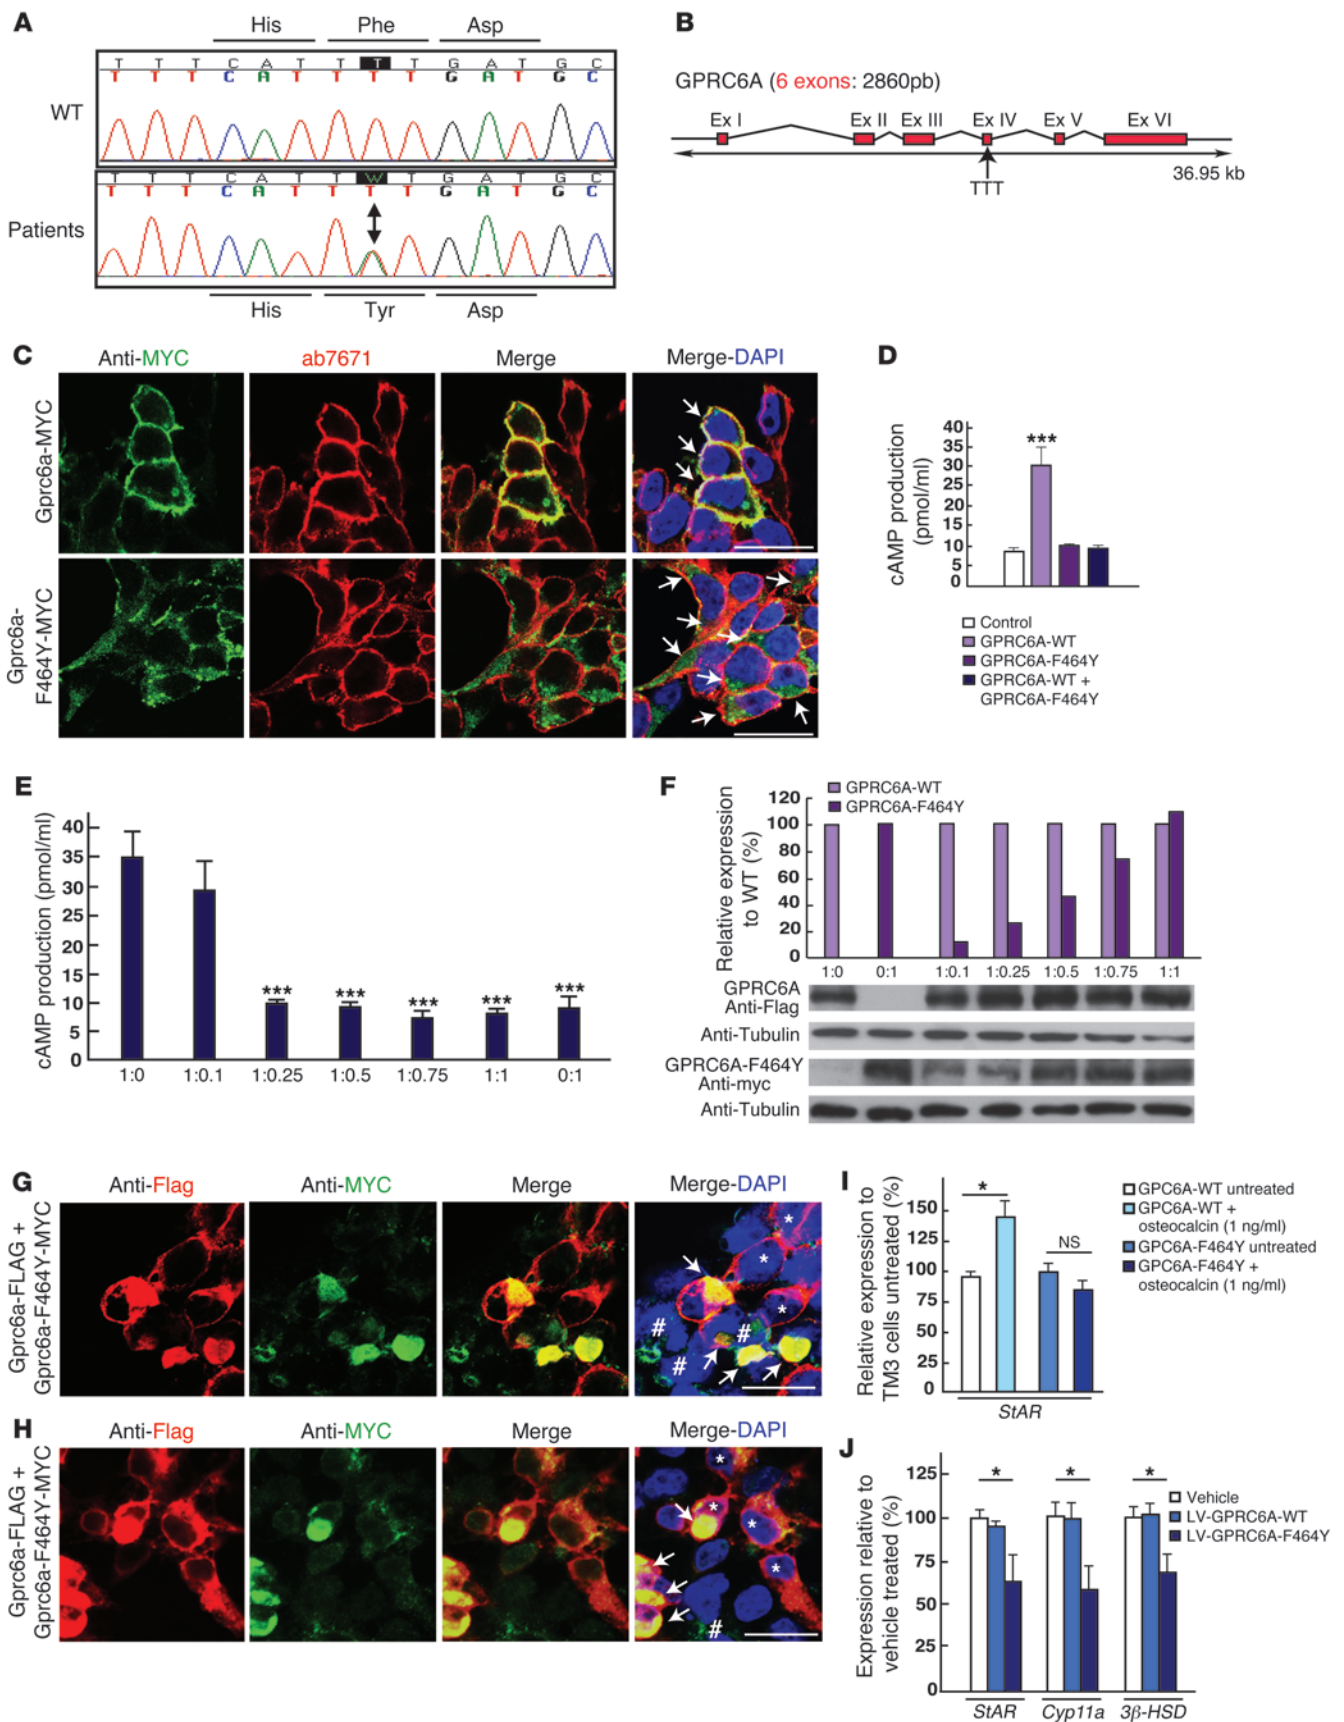 A
His Phe Asp
T T T C A T T T T G A T G C
T T T C A T T T T G A T G C
WT
T T T C A T T W T G A T G C
T T T C A T T T T G A T G C
Patients
His Tyr Asp
B
GPRC6A (6 exons: 2860pb)
Ex I Ex II Ex III Ex IV Ex V Ex VI
36.95 kb
TTT
C
Anti-MYC ab7671 Merge Merge-DAPI
Gprc6a-MYC
Gprc6a-
F464Y-MYC
D
cAMP production
(pmol/ml)
40
35
30
25
20
15
10
5
0
***
Control
GPRC6A-WT
GPRC6A-F464Y
GPRC6A-WT +
GPRC6A-F464Y
E
cAMP production (pmol/ml)
40
35
30
25
20
15
10
5
0
*** *** *** *** ***
1:0 1:0.1 1:0.25 1:0.5 1:0.75 1:1 0:1
F
GPRC6A-WT
GPRC6A-F464Y
Relative expression
to WT (%)
120
100
80
60
40
20
0
1:0 0:1 1:0.1 1:0.25 1:0.5 1:0.75 1:1
GPRC6A
Anti-Flag
Anti-Tubulin
GPRC6A-F464Y
Anti-myc
Anti-Tubulin
G
Anti-Flag Anti-MYC Merge Merge-DAPI
Gprc6a-FLAG +
Gprc6a-F464Y-MYC
* * *
# # #
H
Anti-Flag Anti-MYC Merge Merge-DAPI
Gprc6a-FLAG +
Gprc6a-F464Y-MYC
* * * *
#
I
Relative expression to
TM3 cells untreated (%)
150
125
100
75
50
25
0
* NS
StAR
GPC6A-WT untreated
GPC6A-WT +
osteocalcin (1 ng/ml)
GPC6A-F464Y untreated
GPC6A-F464Y +
osteocalcin (1 ng/ml)
J
Expression relative to
vehicle treated (%)
125
100
75
50
25
0
* * *
Vehicle
LV-GPRC6A-WT
LV-GPRC6A-F464Y
StAR Cyp11a 3β-HSD